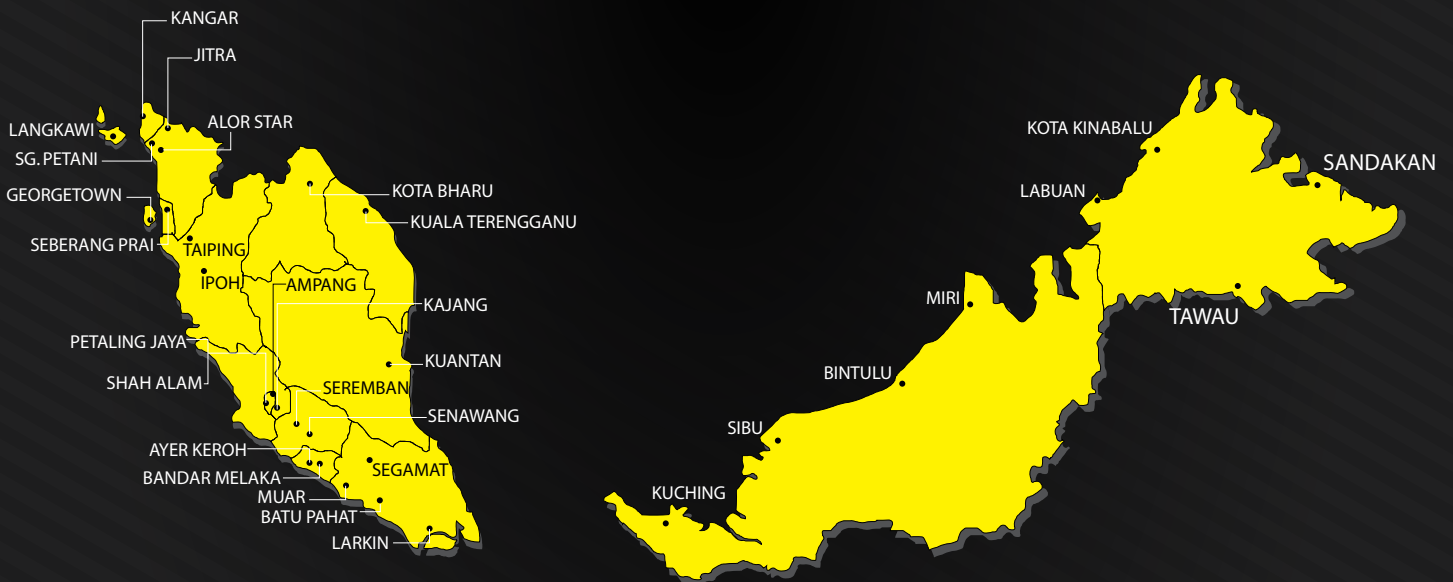 KANGAR
JITRA
ALOR STAR
LANGKAWI
SG. PETANI
GEORGETOWN
SEBERANG PRAI
KOTA BHARU
KUALA TERENGGANU
TAIPING
IPOH
AMPANG
KAJANG
PETALING JAYA
KUANTAN
SHAH ALAM
SEREMBAN
SENAWANG
AYER KEROH
SEGAMAT
BANDAR MELAKA
MUAR
BATU PAHAT
LARKIN
KOTA KINABALU
SANDAKAN
LABUAN
MIRI
TAWAU
BINTULU
SIBU
KUCHING